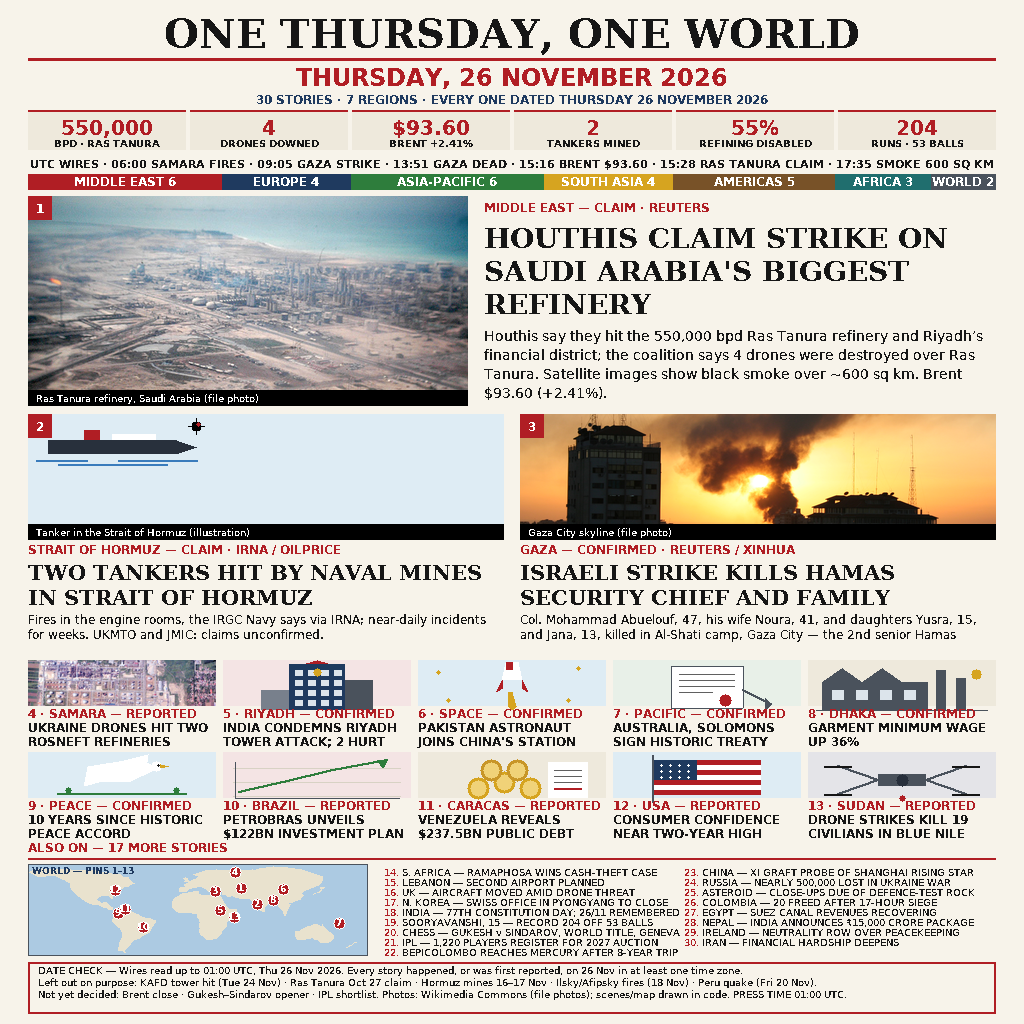 ONE THURSDAY, ONE WORLD
THURSDAY, 26 NOVEMBER 2026
30 STORIES · 7 REGIONS · EVERY ONE DATED THURSDAY 26 NOVEMBER 2026
550,000
BPD · RAS TANURA
4
DRONES DOWNED
$93.60
BRENT +2.41%
2
TANKERS MINED
55%
REFINING DISABLED
204
RUNS · 53 BALLS
UTC WIRES · 06:00 SAMARA FIRES · 09:05 GAZA STRIKE · 13:51 GAZA DEAD · 15:16 BRENT $93.60 · 15:28 RAS TANURA CLAIM · 17:35 SMOKE 600 SQ KM
MIDDLE EAST 6
EUROPE 4
ASIA-PACIFIC 6
SOUTH ASIA 4
AMERICAS 5
AFRICA 3
WORLD 2
1
Ras Tanura refinery, Saudi Arabia (file photo)
MIDDLE EAST — CLAIM · REUTERS
HOUTHIS CLAIM STRIKE ON
SAUDI ARABIA'S BIGGEST
REFINERY
Houthis say they hit the 550,000 bpd Ras Tanura refinery and Riyadh’s
financial district; the coalition says 4 drones were destroyed over Ras
Tanura. Satellite images show black smoke over ~600 sq km. Brent
$93.60 (+2.41%).
2
Tanker in the Strait of Hormuz (illustration)
STRAIT OF HORMUZ — CLAIM · IRNA / OILPRICE
TWO TANKERS HIT BY NAVAL MINES
IN STRAIT OF HORMUZ
Fires in the engine rooms, the IRGC Navy says via IRNA; near-daily incidents
for weeks. UKMTO and JMIC: claims unconfirmed.
3
Gaza City skyline (file photo)
GAZA — CONFIRMED · REUTERS / XINHUA
ISRAELI STRIKE KILLS HAMAS
SECURITY CHIEF AND FAMILY
Col. Mohammad Abuelouf, 47, his wife Noura, 41, and daughters Yusra, 15,
and Jana, 13, killed in Al-Shati camp, Gaza City — the 2nd senior Hamas
4 · SAMARA — REPORTED
UKRAINE DRONES HIT TWO
ROSNEFT REFINERIES
5 · RIYADH — CONFIRMED
INDIA CONDEMNS RIYADH
TOWER ATTACK; 2 HURT
6 · SPACE — CONFIRMED
PAKISTAN ASTRONAUT
JOINS CHINA'S STATION
7 · PACIFIC — CONFIRMED
AUSTRALIA, SOLOMONS
SIGN HISTORIC TREATY
8 · DHAKA — CONFIRMED
GARMENT MINIMUM WAGE
UP 36%
9 · PEACE — CONFIRMED
10 YEARS SINCE HISTORIC
PEACE ACCORD
10 · BRAZIL — REPORTED
PETROBRAS UNVEILS
$122BN INVESTMENT PLAN
11 · CARACAS — REPORTED
VENEZUELA REVEALS
$237.5BN PUBLIC DEBT
12 · USA — REPORTED
CONSUMER CONFIDENCE
NEAR TWO-YEAR HIGH
13 · SUDAN — REPORTED
DRONE STRIKES KILL 19
CIVILIANS IN BLUE NILE
ALSO ON — 17 MORE STORIES
WORLD — PINS 1–13
4
3
1
6
2
8
5
7
14. S. AFRICA — RAMAPHOSA WINS CASH-THEFT CASE
15. LEBANON — SECOND AIRPORT PLANNED
16. UK — AIRCRAFT MOVED AMID DRONE THREAT
17. N. KOREA — SWISS OFFICE IN PYONGYANG TO CLOSE
18. INDIA — 77TH CONSTITUTION DAY; 26/11 REMEMBERED
19. SOORYAVANSHI, 15 — RECORD 204 OFF 53 BALLS
20. CHESS — GUKESH v SINDAROV, WORLD TITLE, GENEVA
21. IPL — 1,220 PLAYERS REGISTER FOR 2027 AUCTION
22. BEPICOLOMBO REACHES MERCURY AFTER 8-YEAR TRIP
23. CHINA — XI GRAFT PROBE OF SHANGHAI RISING STAR
24. RUSSIA — NEARLY 500,000 LOST IN UKRAINE WAR
25. ASTEROID — CLOSE-UPS DUE OF DEFENCE-TEST ROCK
26. COLOMBIA — 20 FREED AFTER 17-HOUR SIEGE
27. EGYPT — SUEZ CANAL REVENUES RECOVERING
28. NEPAL — INDIA ANNOUNCES ₹15,000 CRORE PACKAGE
29. IRELAND — NEUTRALITY ROW OVER PEACEKEEPING
30. IRAN — FINANCIAL HARDSHIP DEEPENS
DATE CHECK — Wires read up to 01:00 UTC, Thu 26 Nov 2026. Every story happened, or was first reported, on 26 Nov in at least one time zone.
Left out on purpose: KAFD tower hit (Tue 24 Nov) · Ras Tanura Oct 27 claim · Hormuz mines 16–17 Nov · Ilsky/Afipsky fires (18 Nov) · Peru quake (Fri 20 Nov).
Not yet decided: Brent close · Gukesh–Sindarov opener · IPL shortlist. Photos: Wikimedia Commons (file photos); scenes/map drawn in code. PRESS TIME 01:00 UTC.